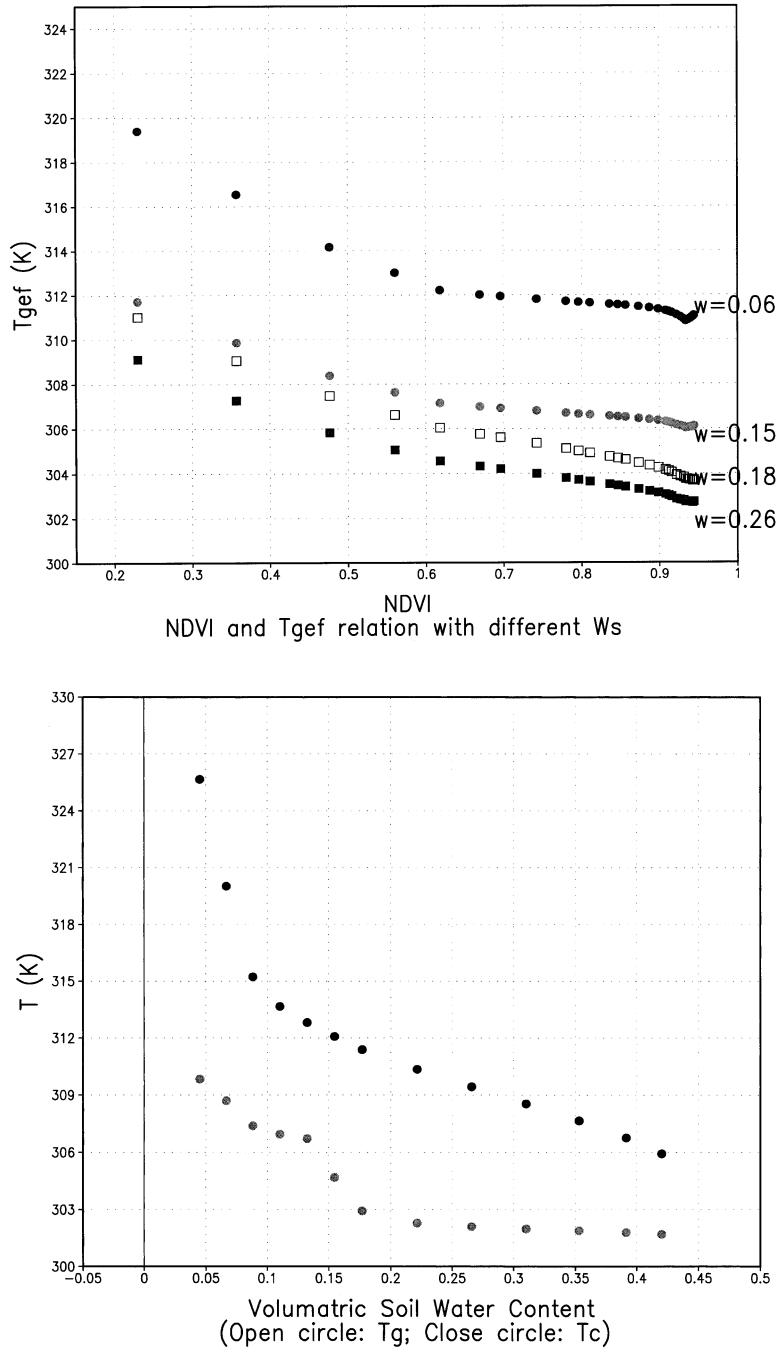 324
322
320
318
316
314
312
310
308
306
304
302
300
Tgef (K)
w=0.06
w=0.15
w=0.18
w=0.26
0.2 0.3 0.4 0.5 0.6 0.7 0.8 0.9 1
NDVI
NDVI and Tgef relation with different Ws
330
327
324
321
318
315
312
309
306
303
300
T (K)
−0.05 0 0.05 0.1 0.15 0.2 0.25 0.3 0.35 0.4 0.45 0.5
Volumatric Soil Water Content
(Open circle: Tg; Close circle: Tc)